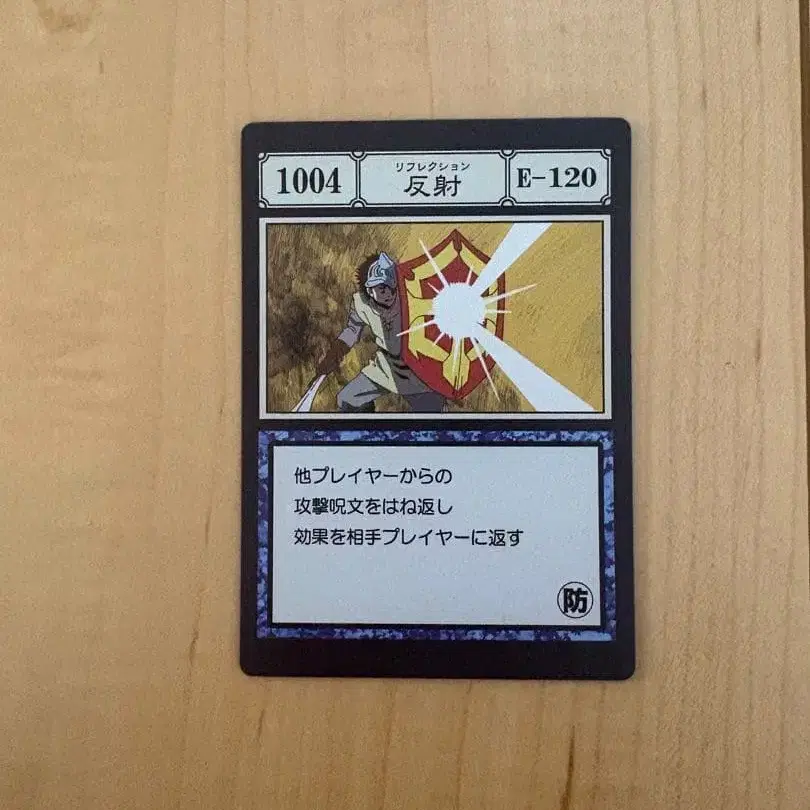 1004
リフレクション
反射
E-120
他プレイヤーからの
攻撃呪文をはね返し
効果を相手プレイヤーに返す
防